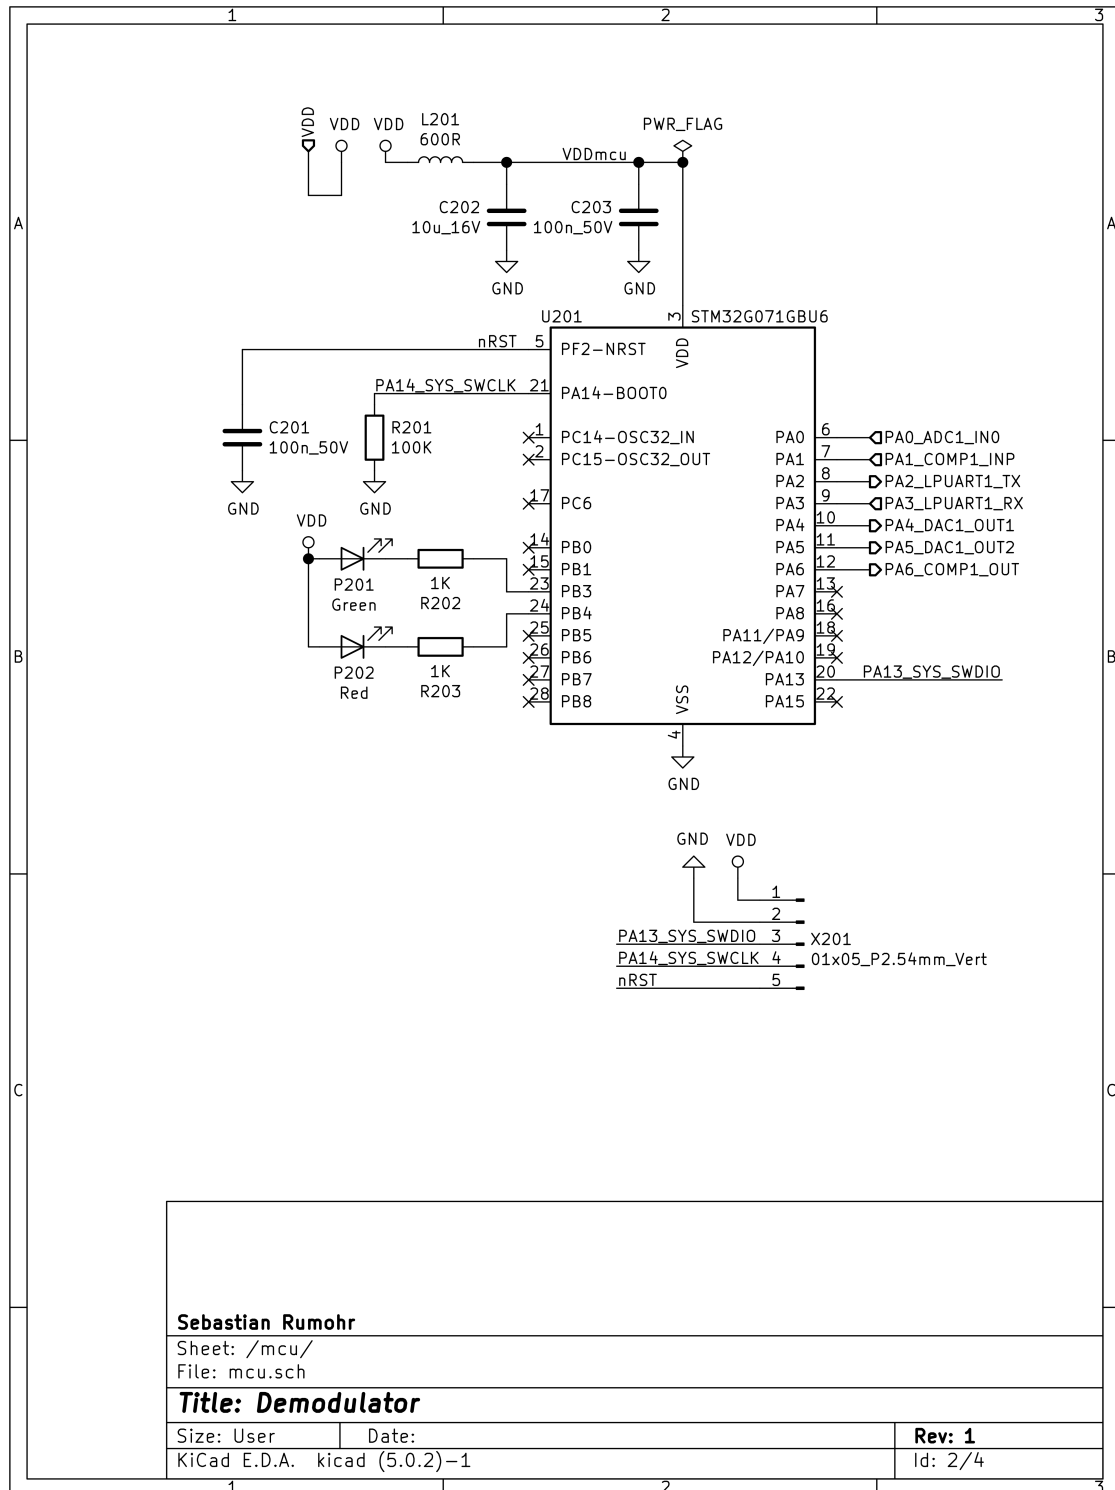 1 2 3
VDD VDD VDD L201 PWR_FLAG
600R
VDDmcu
A A
C202 C203
10u_16V 100n_50V
GND GND
U201 3 STM32G071GBU6
nRST 5 PF2-NRST VDD
PA14_SYS_SWCLK 21 PA14-BOOT0
C201 R201 1 PC14-OSC32_IN PA0 6 PA0_ADC1_IN0
100n_50V 100K 2 PC15-OSC32_OUT PA1 7 PA1_COMP1_INP
PA2 8 PA2_LPUART1_TX
GND GND 17 PC6 PA3 9 PA3_LPUART1_RX
VDD PA4 10 PA4_DAC1_OUT1
14 PB0 PA5 11 PA5_DAC1_OUT2
15 PB1 PA6 12 PA6_COMP1_OUT
P201 1K 23 PB3 PA7 13
Green R202 24 PB4 PA8 16
25 PB5 PA11/PA9 18
B 26 PB6 PA12/PA10 19 B
P202 1K 27 PB7 PA13 20 PA13_SYS_SWDIO
Red R203 28 PB8 VSS PA15 22
4
GND
GND VDD
1
2
PA13_SYS_SWDIO 3 X201
PA14_SYS_SWCLK 4 01x05_P2.54mm_Vert
nRST 5
C C
Sebastian Rumohr
Sheet: /mcu/
File: mcu.sch
Title: Demodulator
Size: User Date: Rev: 1
KiCad E.D.A. kicad (5.0.2)-1 Id: 2/4
1 2 3